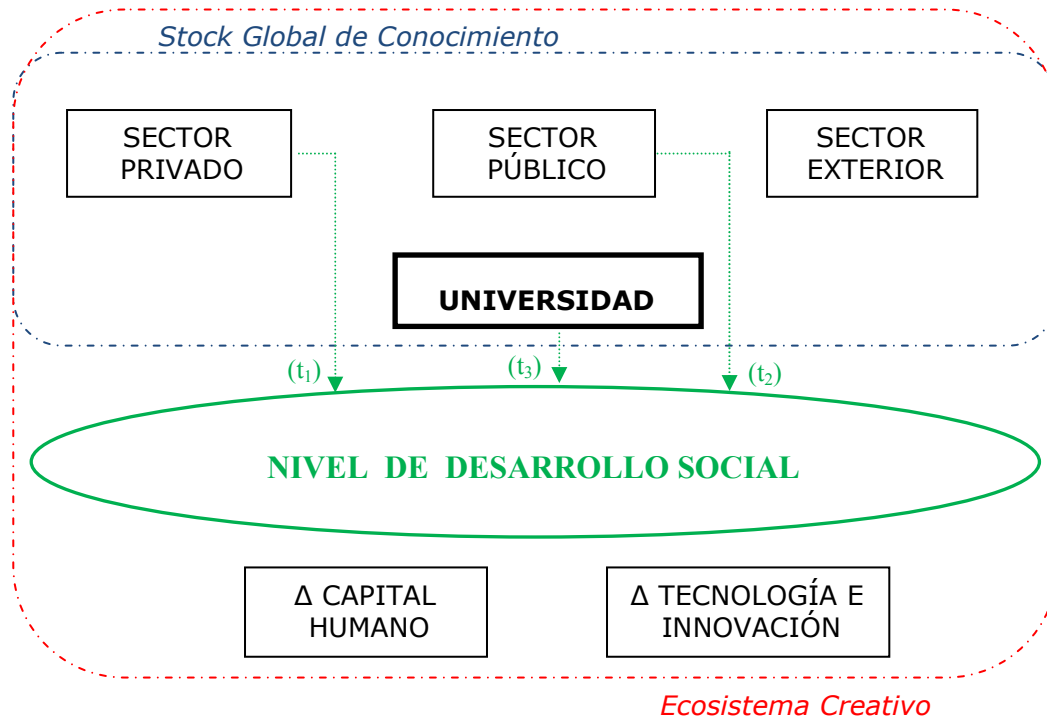 Stock Global de Conocimiento
SECTOR
PRIVADO
SECTOR
PÚBLICO
SECTOR
EXTERIOR
UNIVERSIDAD
(t₁)
(t₃)
(t₂)
NIVEL DE DESARROLLO SOCIAL
Δ CAPITAL
HUMANO
Δ TECNOLOGÍA E
INNOVACIÓN
Ecosistema Creativo